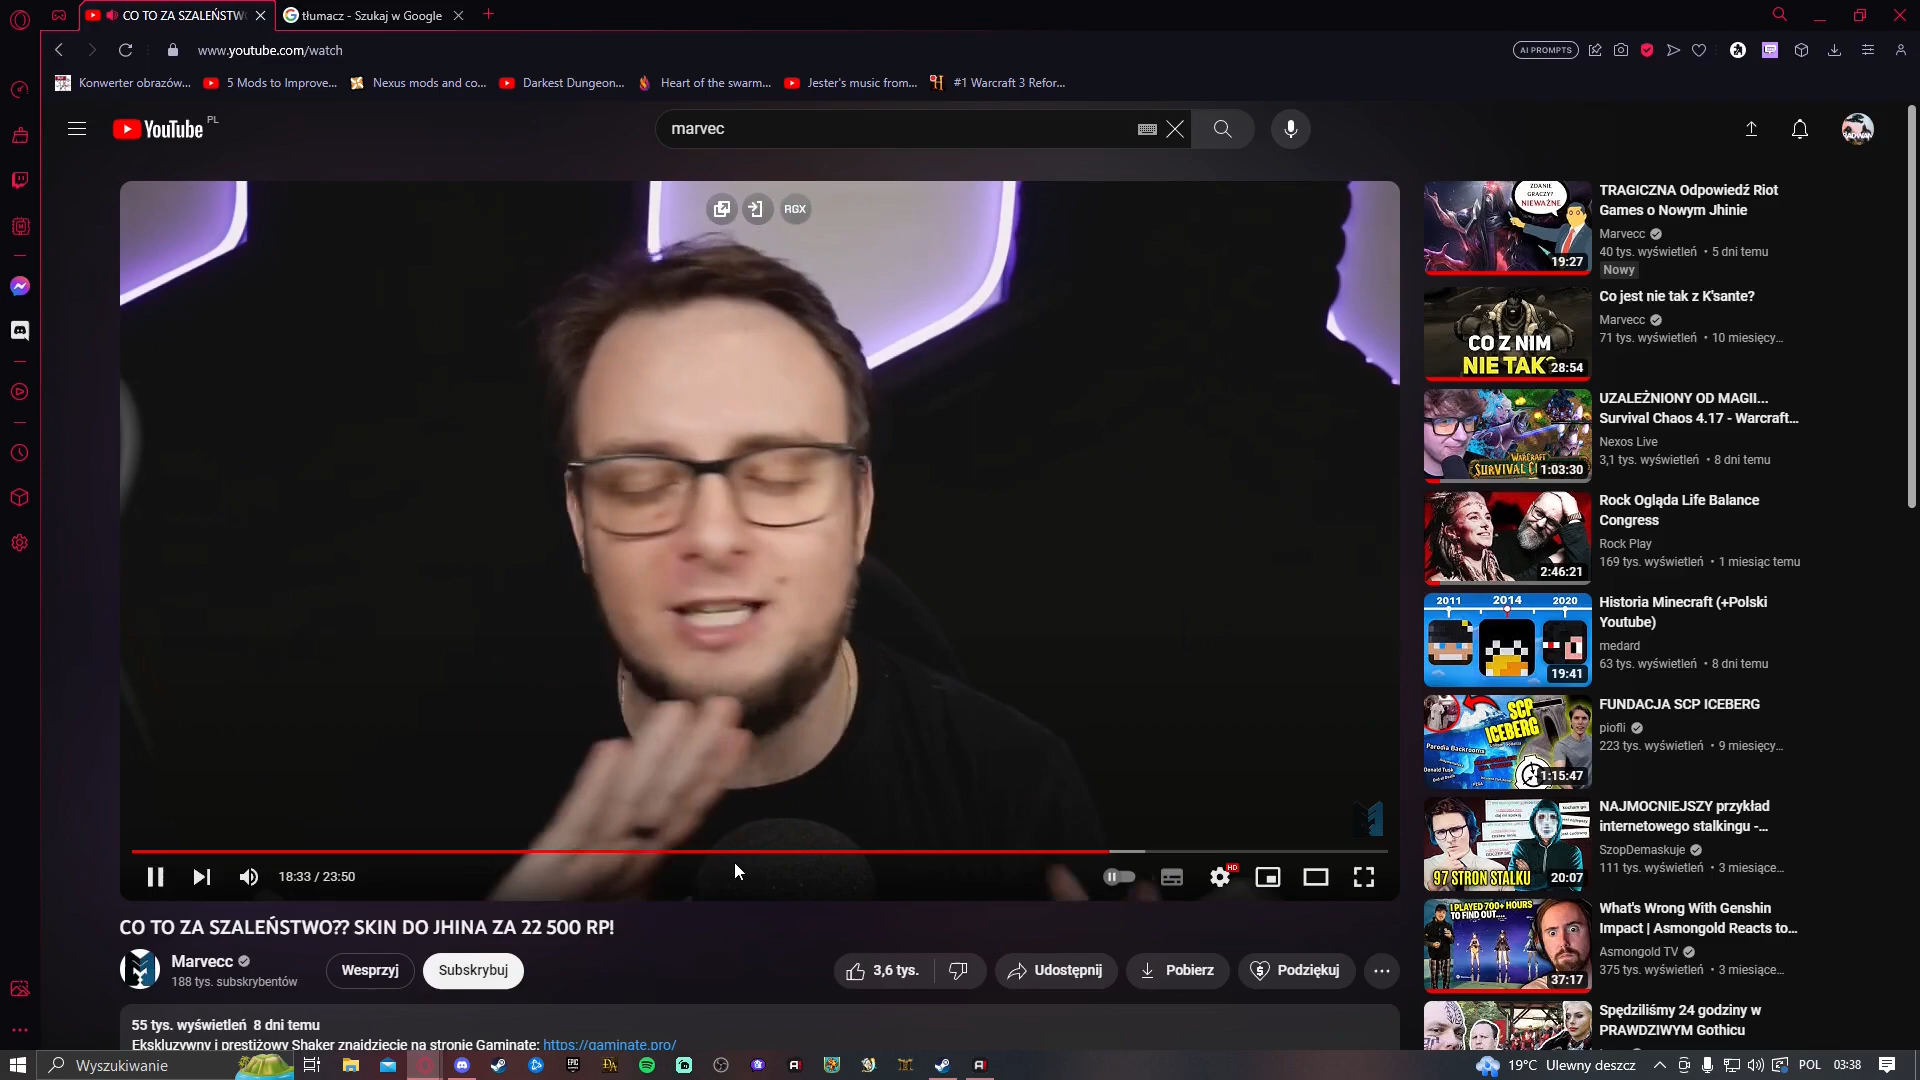 CO TO ZA SZALEŃSTW
tłumacz - Szukaj w Google
www.youtube.com/watch
AI PROMPTS
Konwerter obrazów...
5 Mods to Improve...
Nexus mods and co...
Darkest Dungeon...
Heart of the swarm...
Jester's music from...
#1 Warcraft 3 Refor...
YouTube PL
marvec
RGX
18:33 / 23:50
HD
CO TO ZA SZALEŃSTWO?? SKIN DO JHINA ZA 22 500 RP!
Marvecc
188 tys. subskrybentów
Wesprzyj
Subskrybuj
3,6 tys.
Udostępnij
Pobierz
Podziękuj
55 tys. wyświetleń 8 dni temu
Ekskluzywny i prestiżowy Shaker znajdziecie na stronie Gaminate: https://gaminate.pro/
ZDANIE
GRACZY?
NIEWAŻNE
19:27
TRAGICZNA Odpowiedź Riot
Games o Nowym Jhinie
Marvecc
40 tys. wyświetleń • 5 dni temu
Nowy
CO Z NIM
NIE TAK?
28:54
Co jest nie tak z K'sante?
Marvecc
71 tys. wyświetleń • 10 miesięcy...
WARCRAFT
SURVIVAL C
1:03:30
UZALEŻNIONY OD MAGII...
Survival Chaos 4.17 - Warcraft...
Nexos Live
3,1 tys. wyświetleń • 8 dni temu
2:46:21
Rock Ogląda Life Balance
Congress
Rock Play
169 tys. wyświetleń • 1 miesiąc temu
2011 2014 2020
19:41
Historia Minecraft (+Polski
Youtube)
medard
63 tys. wyświetleń • 8 dni temu
SCP
ICEBERG
Parodia Backrooms
Donald Tusk
1:15:47
FUNDACJA SCP ICEBERG
piofli
223 tys. wyświetleń • 9 miesięcy...
97 STRON STALKU
20:07
NAJMOCNIEJSZY przykład
internetowego stalkingu -...
SzopDemaskuje
111 tys. wyświetleń • 3 miesiące...
I PLAYED 700+ HOURS
TO FIND OUT....
37:17
What's Wrong With Genshin
Impact | Asmongold Reacts to...
Asmongold TV
375 tys. wyświetleń • 3 miesiące...
Spędziliśmy 24 godziny w
PRAWDZIWYM Gothicu
Wyszukiwanie
19°C Ulewny deszcz
POL
03:38